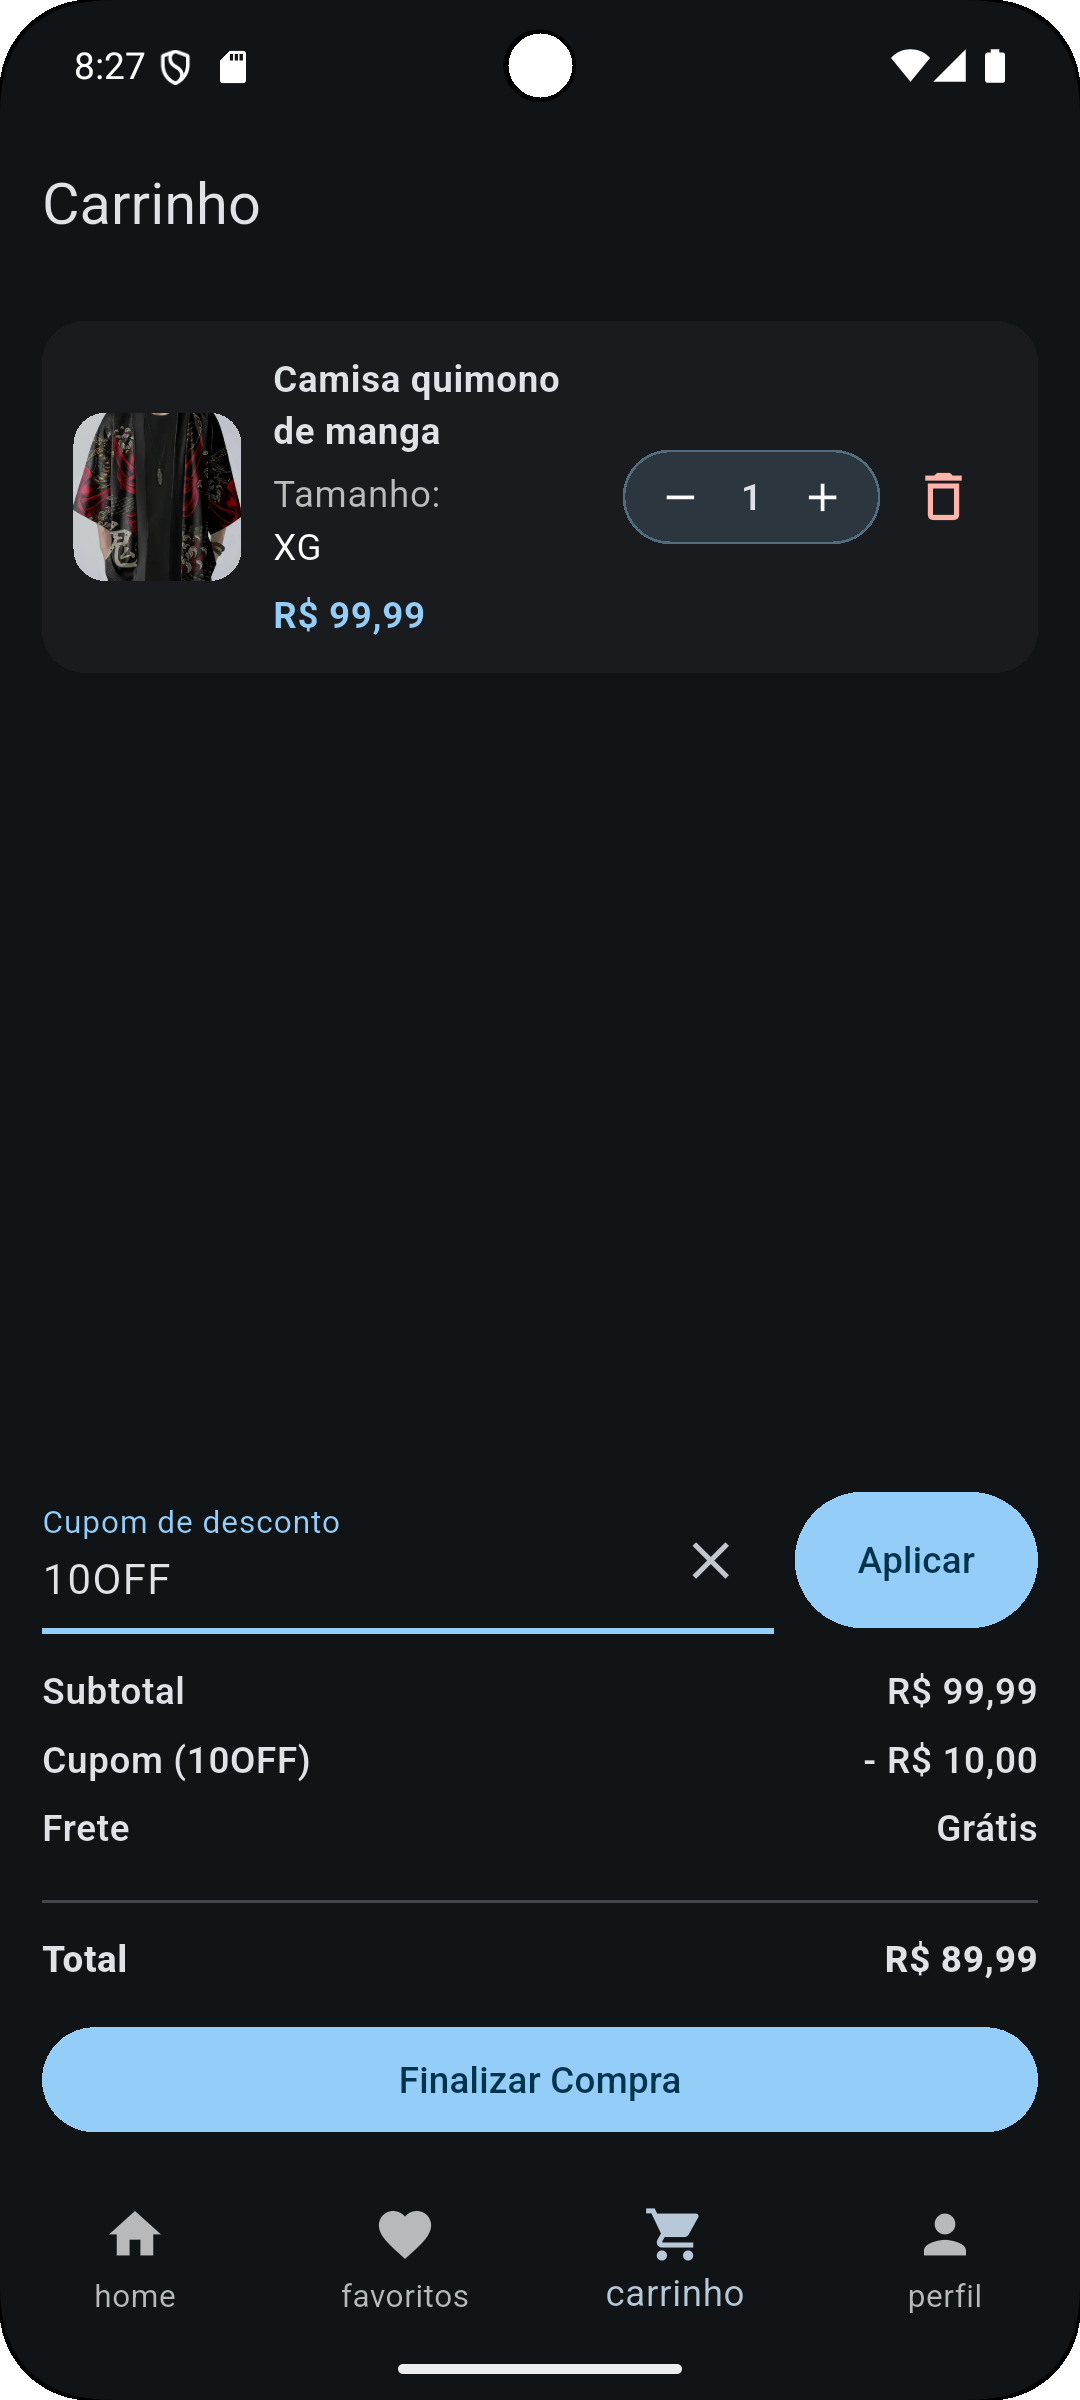 8:27
Carrinho
Camisa quimono
de manga
Tamanho:
XG
R$ 99,99
1
鬼
Cupom de desconto
10OFF
Aplicar
Subtotal R$ 99,99
Cupom (10OFF) - R$ 10,00
Frete Grátis
Total R$ 89,99
Finalizar Compra
home favoritos carrinho perfil